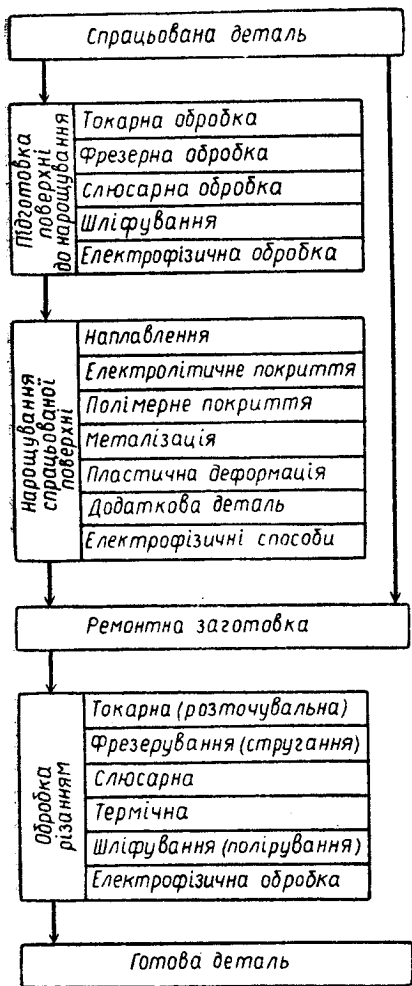 Спрацьована деталь
Підготовка
поверхні
до нарощування
Токарна обробка
Фрезерна обробка
Слюсарна обробка
Шліфування
Електрофізична обробка
Нарощування
спрацьованої
поверхні
Наплавлення
Електролітичне покриття
Полімерне покриття
Металізація
Пластична деформація
Додаткова деталь
Електрофізичні способи
Ремонтна заготовка
Обробка
різанням
Токарна (розточувальна)
Фрезерування (стругання)
Слюсарна
Термічна
Шліфування (полірування)
Електрофізична обробка
Готова деталь